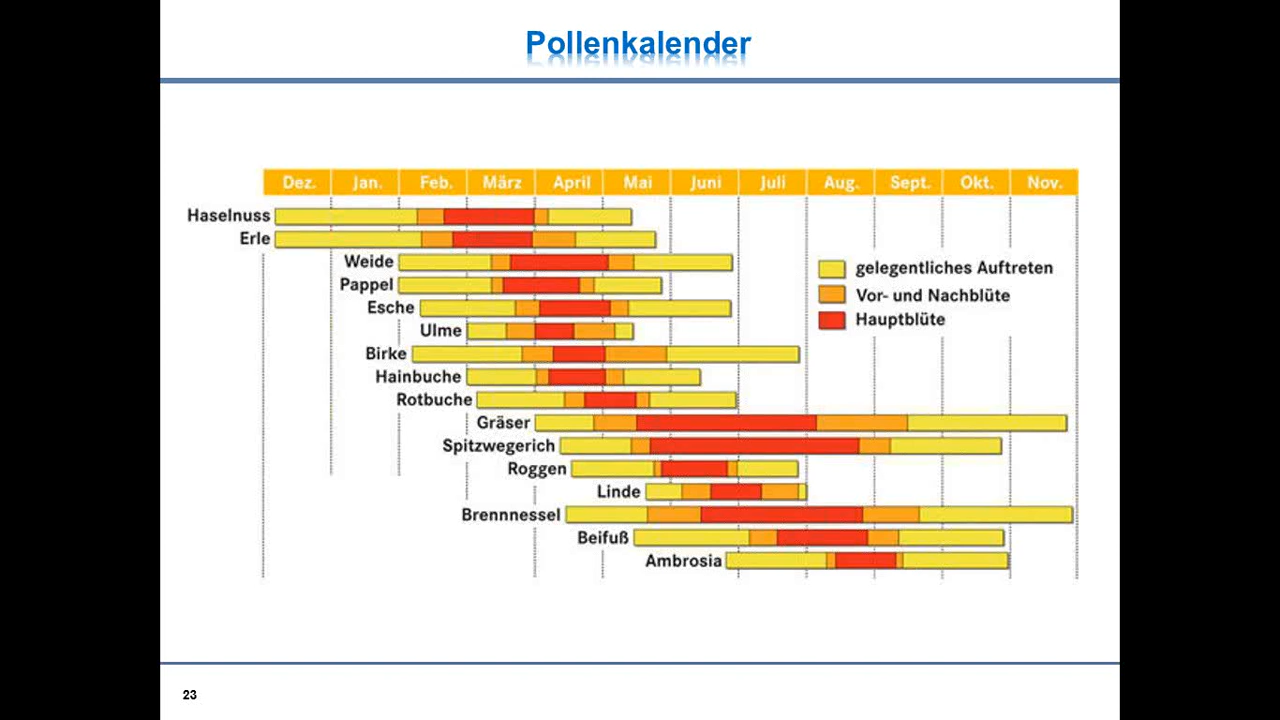 Pollenkalender
Dez. Jan. Feb. März April Mai Juni Juli Aug. Sept. Okt. Nov.
Haselnuss
Erle
Weide
gelegentliches Auftreten
Pappel
Vor- und Nachblüte
Esche
Hauptblüte
Ulme
Birke
Hainbuche
Rotbuche
Gräser
Spitzwegerich
Roggen
Linde
Brennnessel
Beifuß
Ambrosia
23